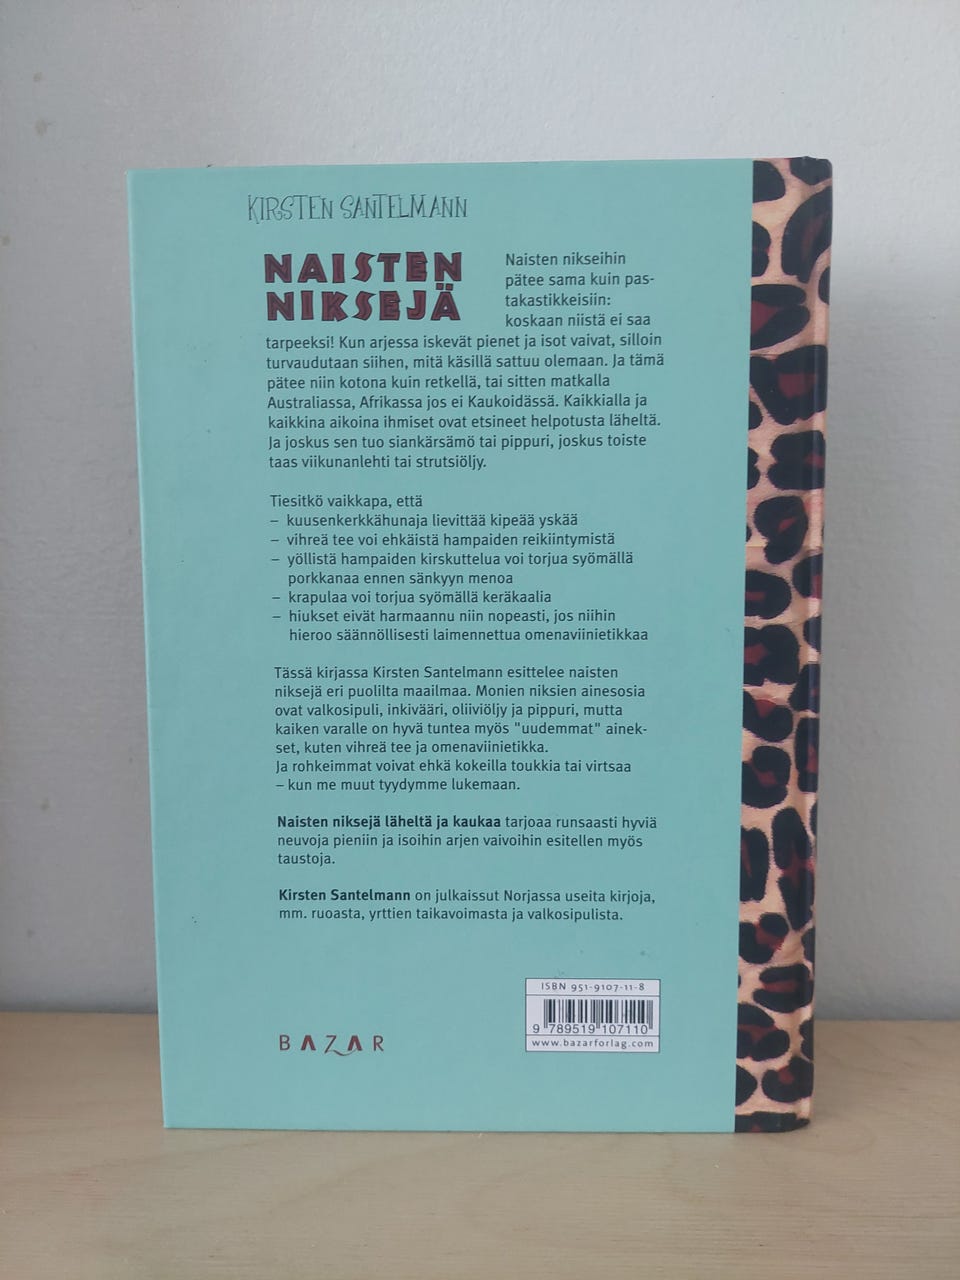 KIRSTEN SANTELMANN
NAISTEN
NIKSEJÄ
Naisten nikseihin
pätee sama kuin pas-
takastikkeisiin:
koskaan niistä ei saa
tarpeeksi! Kun arjessa iskevät pienet ja isot vaivat, silloin
turvaudutaan siihen, mitä käsillä sattuu olemaan. Ja tämä
pätee niin kotona kuin retkellä, tai sitten matkalla
Australiassa, Afrikassa jos ei Kaukoidässä. Kaikkialla ja
kaikkina aikoina ihmiset ovat etsineet helpotusta läheltä.
Ja joskus sen tuo siankärsämö tai pippuri, joskus toiste
taas viikunanlehti tai strutsiöljy.
Tiesitkö vaikkapa, että
– kuusenkerkkähunaja lievittää kipeää yskää
– vihreä tee voi ehkäistä hampaiden reikiintymistä
– yöllistä hampaiden kirskuttelua voi torjua syömällä
porkkanaa ennen sänkyyn menoa
– krapulaa voi torjua syömällä keräkaalia
– hiukset eivät harmaannu niin nopeasti, jos niihin
hieroo säännöllisesti laimennettua omenaviinietikkaa
Tässä kirjassa Kirsten Santelmann esittelee naisten
niksejä eri puolilta maailmaa. Monien niksien ainesosia
ovat valkosipuli, inkivääri, oliiviöljy ja pippuri, mutta
kaiken varalle on hyvä tuntea myös "uudemmat" ainek-
set, kuten vihreä tee ja omenaviinietikka.
Ja rohkeimmat voivat ehkä kokeilla toukkia tai virtsaa
– kun me muut tyydymme lukemaan.
Naisten niksejä läheltä ja kaukaa tarjoaa runsaasti hyviä
neuvoja pieniin ja isoihin arjen vaivoihin esitellen myös
taustoja.
Kirsten Santelmann on julkaissut Norjassa useita kirjoja,
mm. ruoasta, yrttien taikavoimasta ja valkosipulista.
ISBN 951-9107-11-8
9 789519 107110
www.bazarforlag.com
BAZAR